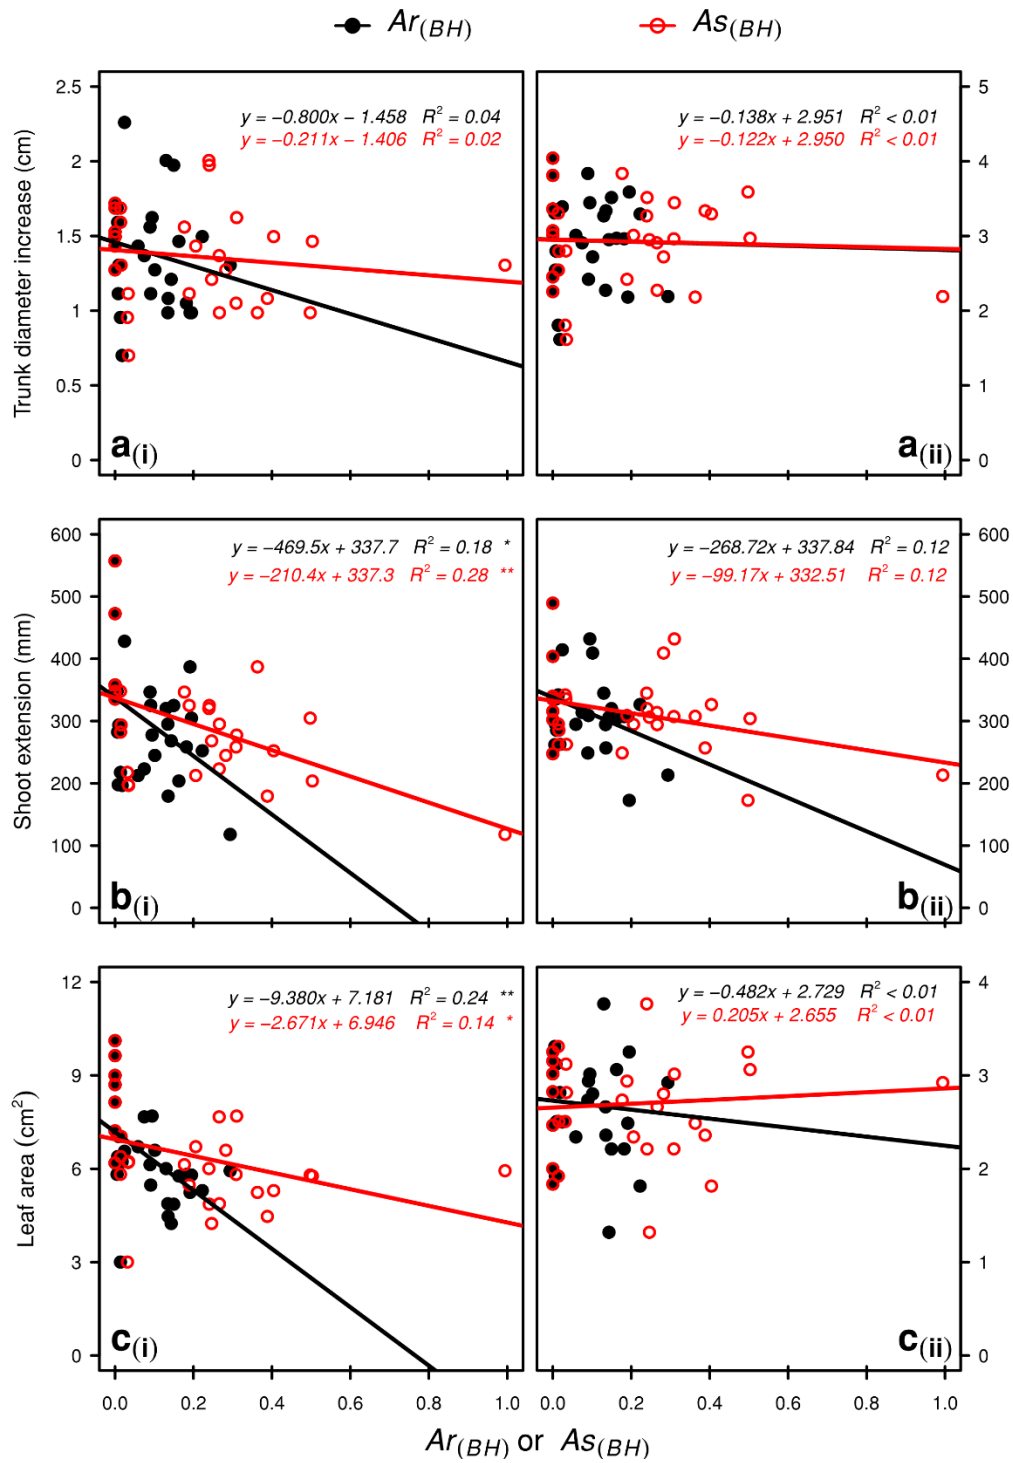 Ar(BH) As(BH)
Trunk diameter increase (cm)
2.5
2
1.5
1
0.5
0
y = −0.800x − 1.458 R² = 0.04
y = −0.211x − 1.406 R² = 0.02
a(i)
y = −0.138x + 2.951 R² < 0.01
y = −0.122x + 2.950 R² < 0.01
a(ii)
5
4
3
2
1
0
Shoot extension (mm)
600
500
400
300
200
100
0
y = −469.5x + 337.7 R² = 0.18 *
y = −210.4x + 337.3 R² = 0.28 **
b(i)
y = −268.72x + 337.84 R² = 0.12
y = −99.17x + 332.51 R² = 0.12
b(ii)
600
500
400
300
200
100
0
Leaf area (cm²)
12
9
6
3
0
y = −9.380x + 7.181 R² = 0.24 **
y = −2.671x + 6.946 R² = 0.14 *
c(i)
y = −0.482x + 2.729 R² < 0.01
y = 0.205x + 2.655 R² < 0.01
c(ii)
4
3
2
1
0
0.0 0.2 0.4 0.6 0.8 1.0 0.0 0.2 0.4 0.6 0.8 1.0
Ar(BH) or As(BH)